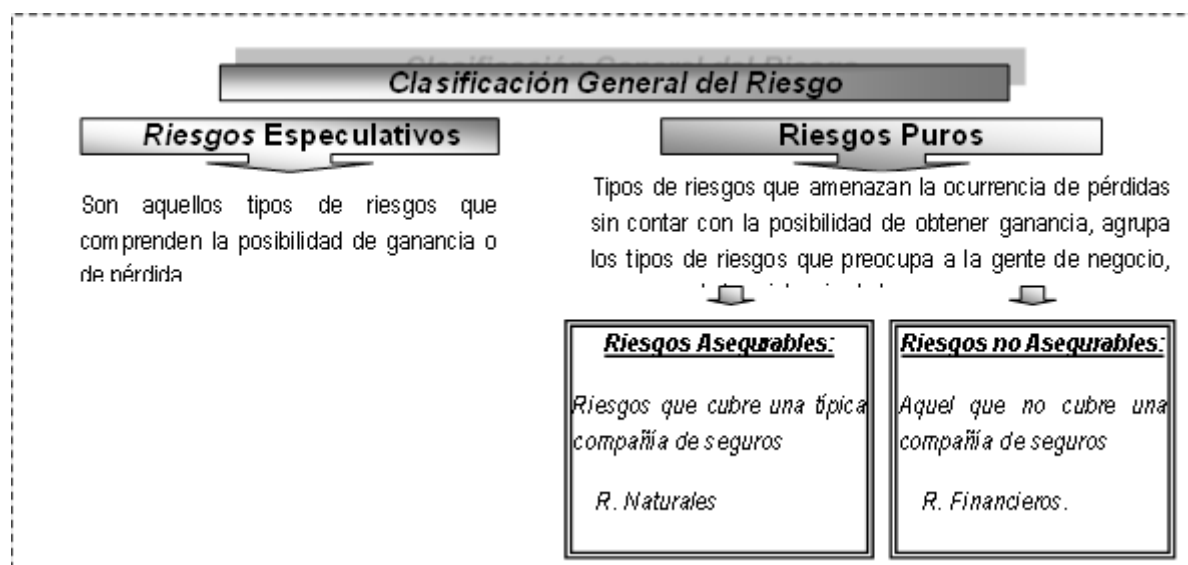 Clasificación General del Riesgo
Riesgos Especulativos
Son aquellos tipos de riesgos que
comprenden la posibilidad de ganancia o
de pérdida
Riesgos Puros
Tipos de riesgos que amenazan la ocurrencia de pérdidas
sin contar con la posibilidad de obtener ganancia, agrupa
los tipos de riesgos que preocupa a la gente de negocio,
Riesgos Asegurables:
Riesgos que cubre una típica
compañía de seguros
R. Naturales
Riesgos no Asegurables:
Aquel que no cubre una
compañía de seguros
R. Financieros.